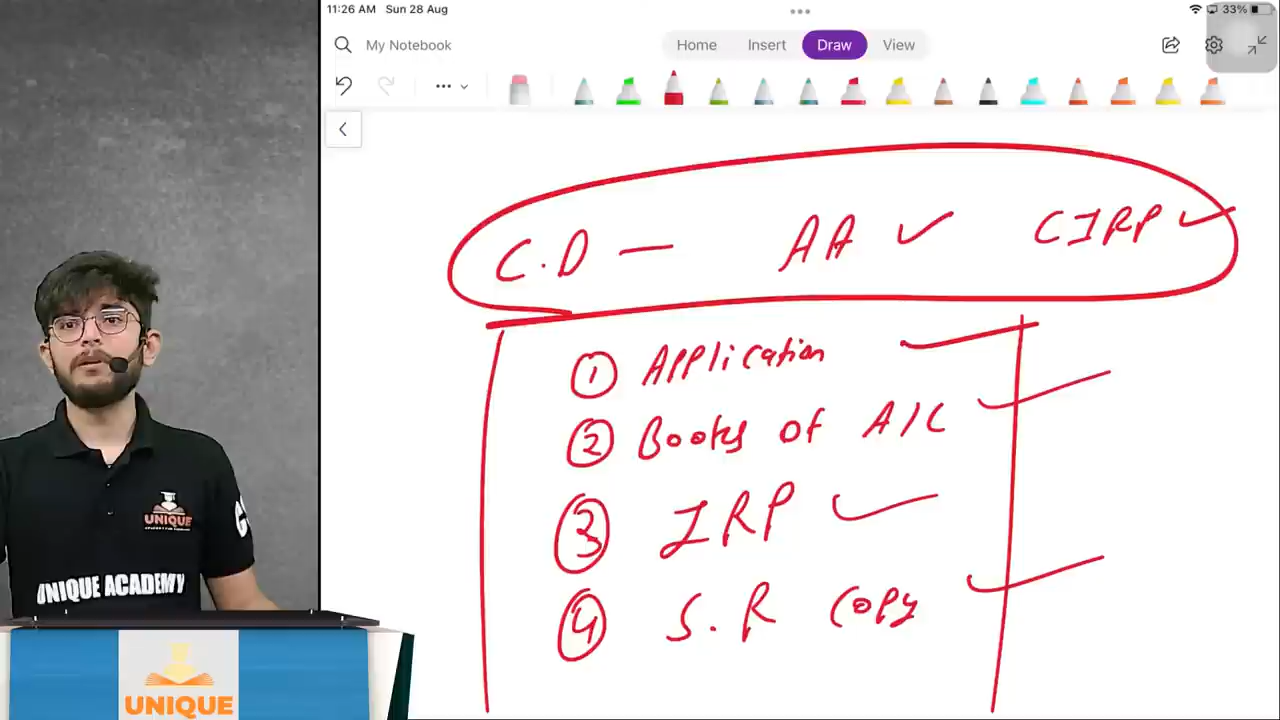 11:26 AM Sun 28 Aug
33%
My Notebook
Home Insert Draw View
C.D — AA ✓ CIRP ✓
① Application ✓
② Books of A/C ✓
③ IRP ✓
④ S.R Copy ✓
UNIQUE
UNIQUE ACADEMY
UNIQUE